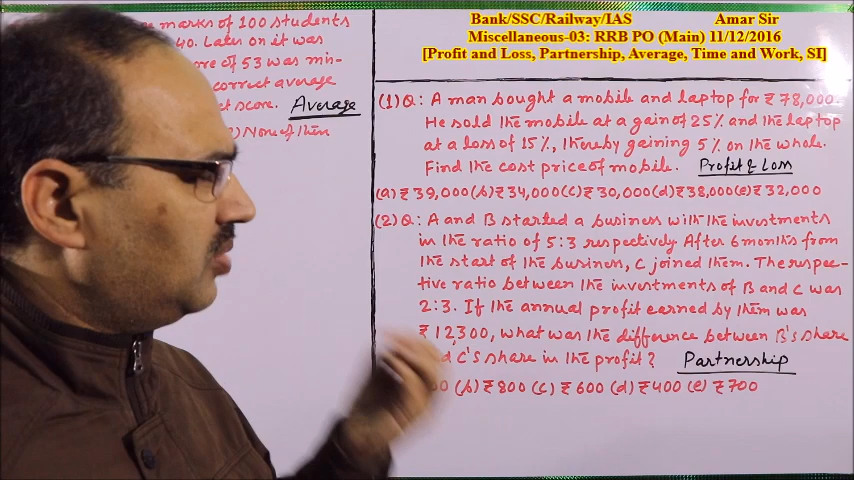 Bank/SSC/Railway/IAS Amar Sir
Miscellaneous-03: RRB PO (Main) 11/12/2016
[Profit and Loss, Partnership, Average, Time and Work, SI]
marks of 100 students
40. Later on it was
of 53 was mis-
correct average
score. Average
None of them
(1) Q: A man bought a mobile and laptop for ₹ 78,000.
He sold the mobile at a gain of 25% and the laptop
at a loss of 15%, thereby gaining 5% on the whole.
Find the cost price of mobile. Profit & Loss
(a) ₹ 39,000 (b) ₹ 34,000 (c) ₹ 30,000 (d) ₹ 38,000 (e) ₹ 32,000
(2) Q: A and B started a business with the investments
in the ratio of 5:3 respectively. After 6 months from
the start of the business, C joined them. The respec-
tive ratio between the investments of B and C was
2:3. If the annual profit earned by them was
₹ 12,300, what was the difference between B's share
C's share in the profit? Partnership
(b) ₹ 800 (c) ₹ 600 (d) ₹ 400 (e) ₹ 700